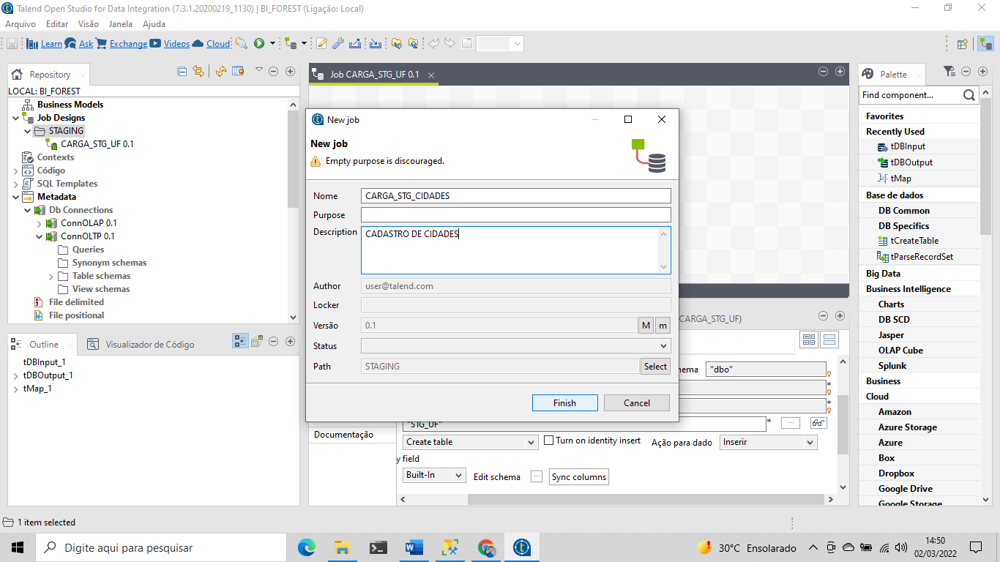 Talend Open Studio for Data Integration (7.3.1.20200219_1130) | BI_FOREST (Ligação: Local)
Arquivo Editar Visão Janela Ajuda
Learn Ask Exchange Videos Cloud
Repository
LOCAL: BI_FOREST
Business Models
Job Designs
STAGING
CARGA_STG_UF 0.1
Contexts
Código
SQL Templates
Metadata
Db Connections
ConnOLAP 0.1
ConnOLTP 0.1
Queries
Synonym schemas
Table schemas
View schemas
File delimited
File positional
Outline
Visualizador de Código
tDBInput_1
tDBOutput_1
tMap_1
Job CARGA_STG_UF 0.1
New job
New job
Empty purpose is discouraged.
Nome CARGA_STG_CIDADES
Purpose
Description CADASTRO DE CIDADES
Author user@talend.com
Locker
Versão 0.1 M m
Status
Path STAGING Select
Finish Cancel
CARGA_STG_UF)
hema "dbo"
*
*
"STG_UF" * ...
Documentação
Create table Turn on identity insert Ação para dado Inserir
y field
Built-In Edit schema ... Sync columns
Palette
Find component...
Favorites
Recently Used
tDBInput
tDBOutput
tMap
Base de dados
DB Common
DB Specifics
tCreateTable
tParseRecordSet
Big Data
Business Intelligence
Charts
DB SCD
Jasper
OLAP Cube
Splunk
Business
Cloud
Amazon
Azure Storage
Azure
Box
Dropbox
Google Drive
Google Storage
1 item selected
Digite aqui para pesquisar
30°C Ensolarado
14:50
02/03/2022